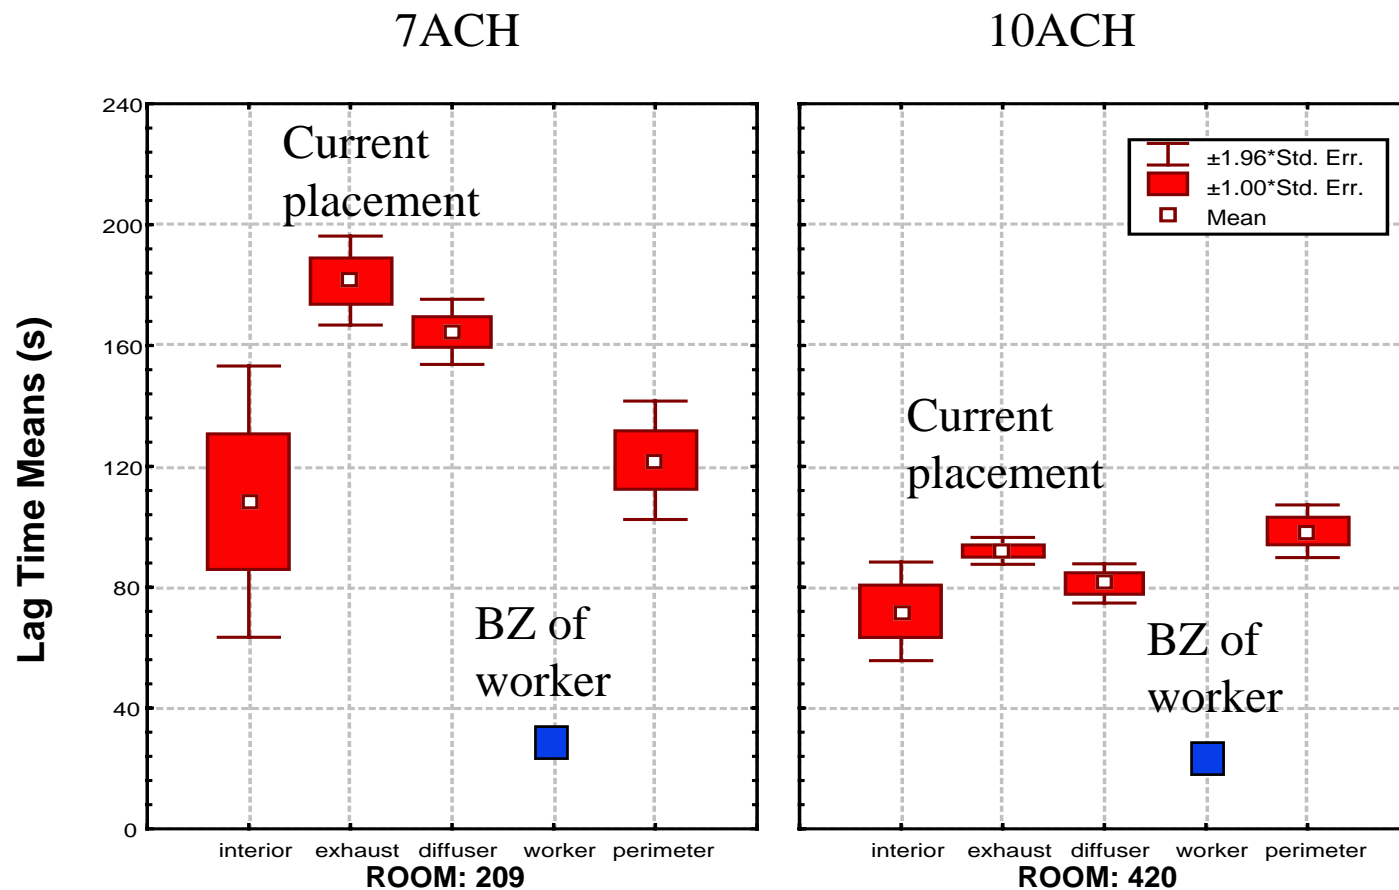 7ACH
10ACH
Lag Time Means (s)
240
200
160
120
80
40
0
Current
placement
BZ of
worker
interior exhaust diffuser worker perimeter
ROOM: 209
±1.96*Std. Err.
±1.00*Std. Err.
Mean
Current
placement
BZ of
worker
interior exhaust diffuser worker perimeter
ROOM: 420